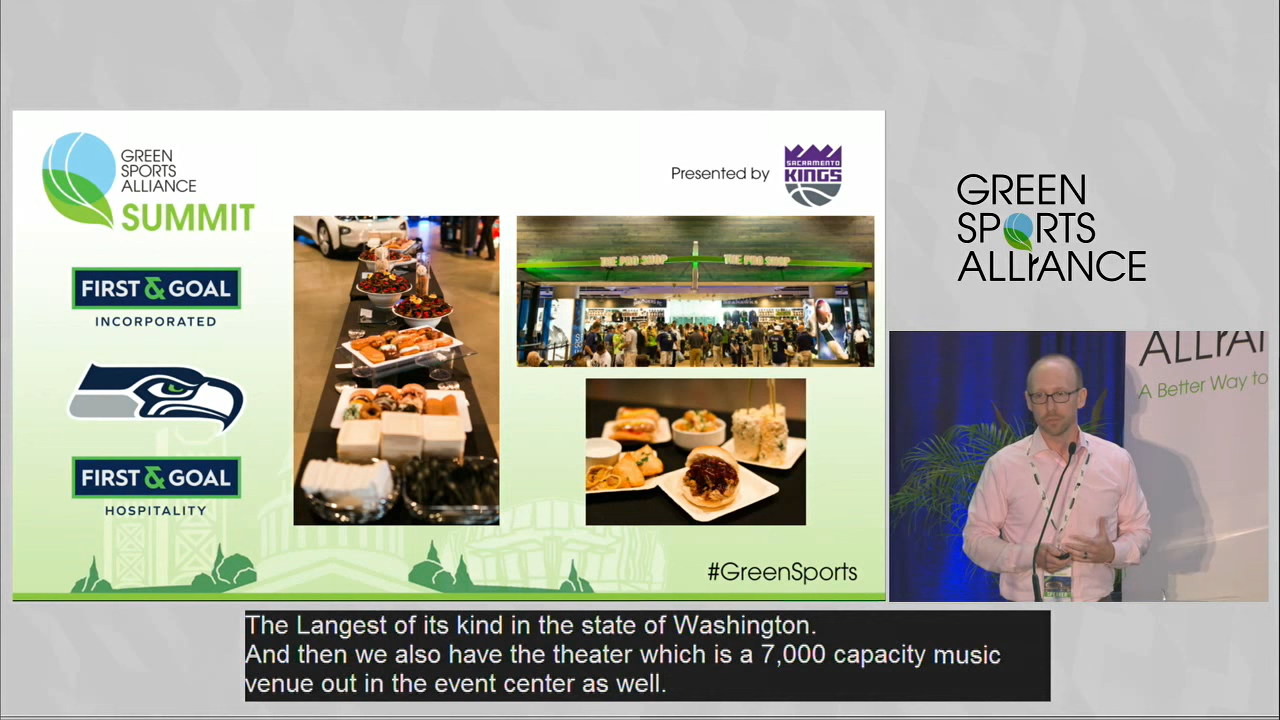 GREEN
SPORTS
ALLIANCE
SUMMIT
Presented by
SACRAMENTO
KINGS
FIRST & GOAL
INCORPORATED
FIRST & GOAL
HOSPITALITY
THE PRO SHOP
THE PRO SHOP
#GreenSports
GREEN
SPORTS
ALLIANCE
ALLIAN
A Better Way to
SPEAKER
The Langest of its kind in the state of Washington.
And then we also have the theater which is a 7,000 capacity music
venue out in the event center as well.